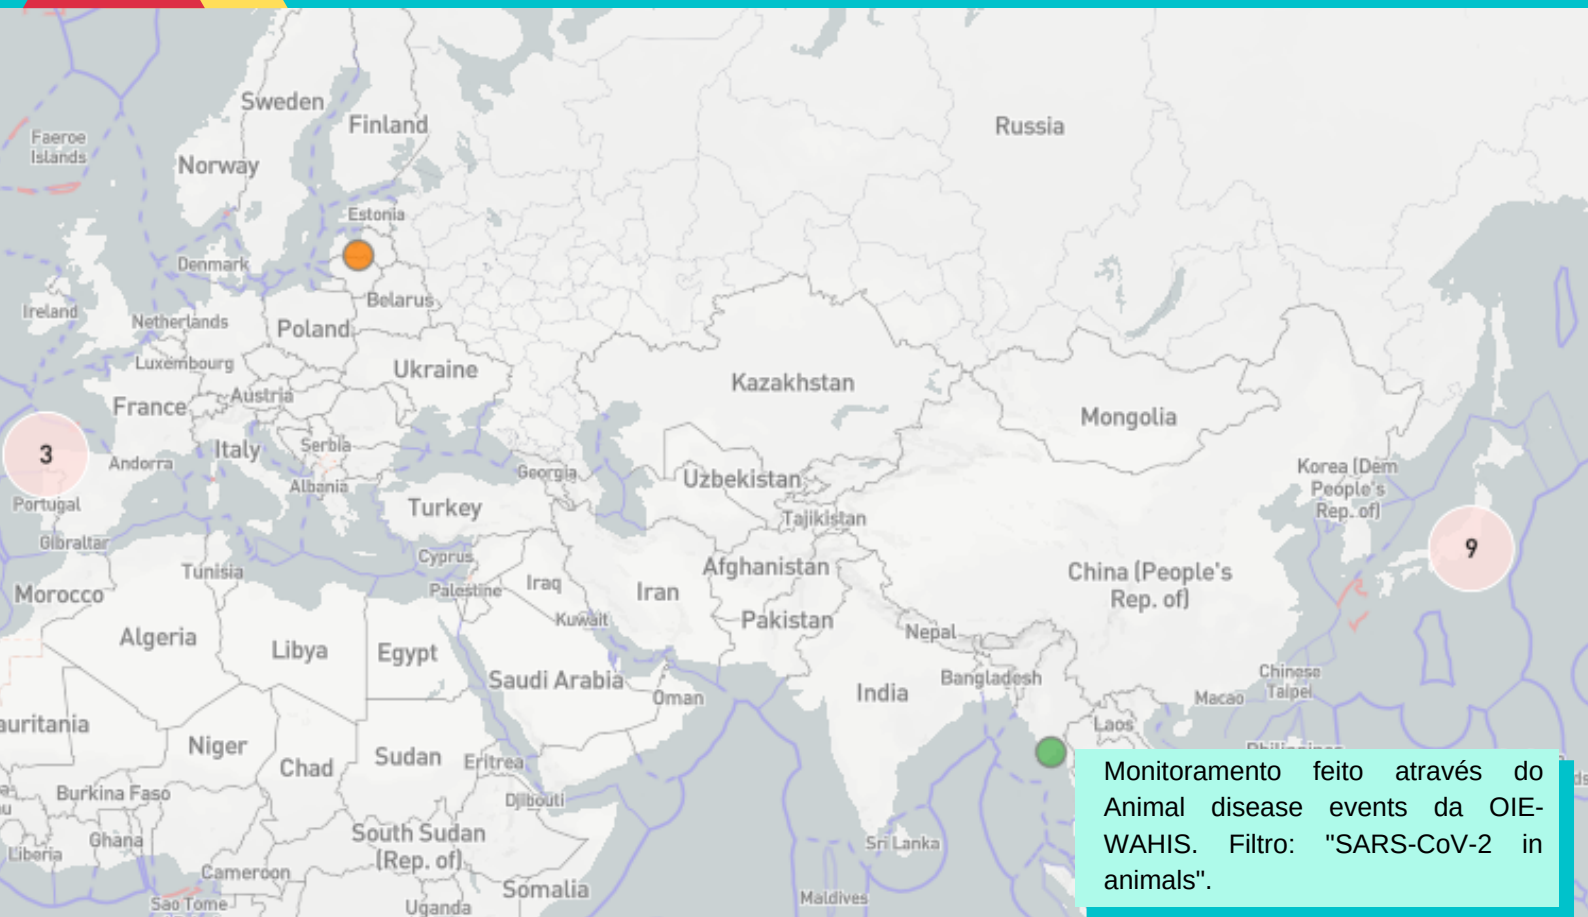 Sweden
Finland
Russia
Faeroe
Islands
Norway
Estonia
Denmark
Ireland
Belarus
Netherlands
Poland
Luxembourg
Ukraine
Kazakhstan
Austria
France
Mongolia
Italy
Serbia
3
Andorra
Georgia
Korea (Dem
People's
Rep. of)
Uzbekistan
Albania
Portugal
Turkey
Tajikistan
Gibraltar
9
Cyprus
Tunisia
Afghanistan
China (People's
Rep. of)
Iraq
Palestine
Iran
Morocco
Kuwait
Pakistan
Nepal
Algeria
Libya
Egypt
Saudi Arabia
Bangladesh
Chinese
Taipei
India
Oman
Macao
auritania
Laos
Niger
Sudan
Eritrea
Chad
Philippines
Burkina Faso
Djibouti
South Sudan
(Rep. of)
Ghana
Liberia
Sri Lanka
Cameroon
Somalia
Maldives
Sao Tome
Uganda
Monitoramento feito através do
Animal disease events da OIE-
WAHIS. Filtro: "SARS-CoV-2 in
animals".